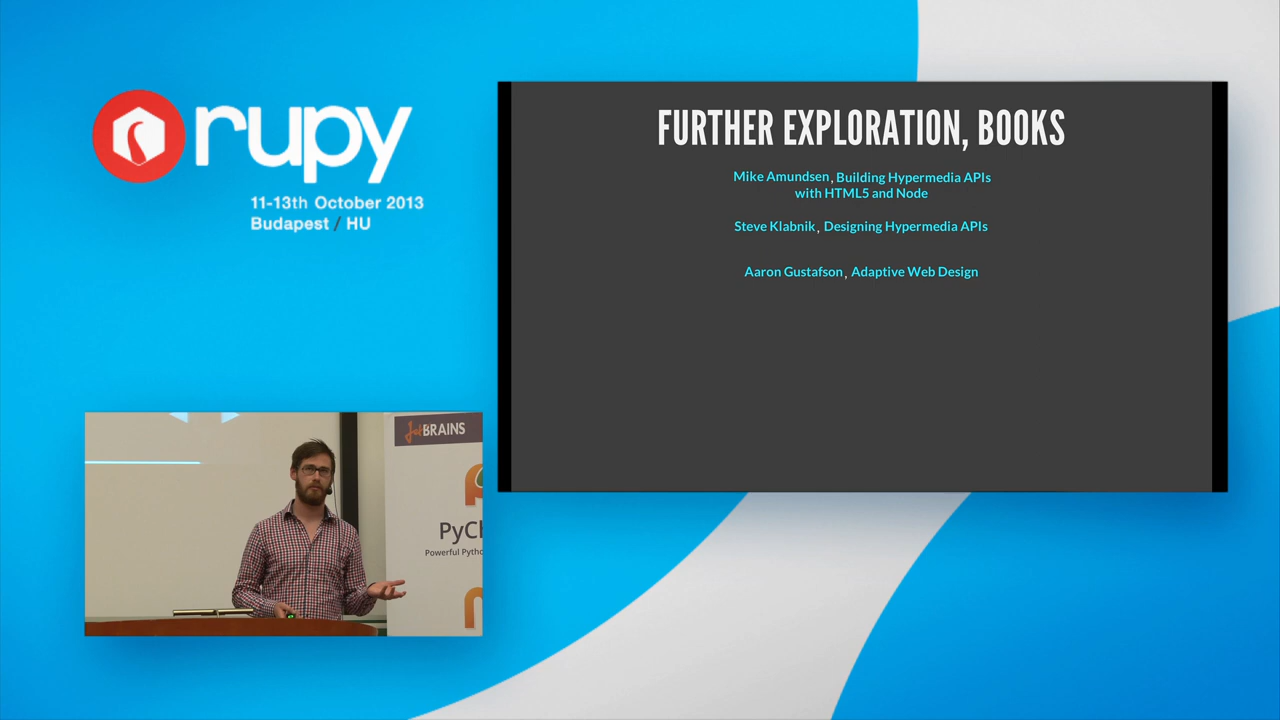 rupy
11-13th October 2013
Budapest / HU
FURTHER EXPLORATION, BOOKS
Mike Amundsen, Building Hypermedia APIs
with HTML5 and Node
Steve Klabnik, Designing Hypermedia APIs
Aaron Gustafson, Adaptive Web Design
JetBRAINS
PyCh
Powerful Pytho